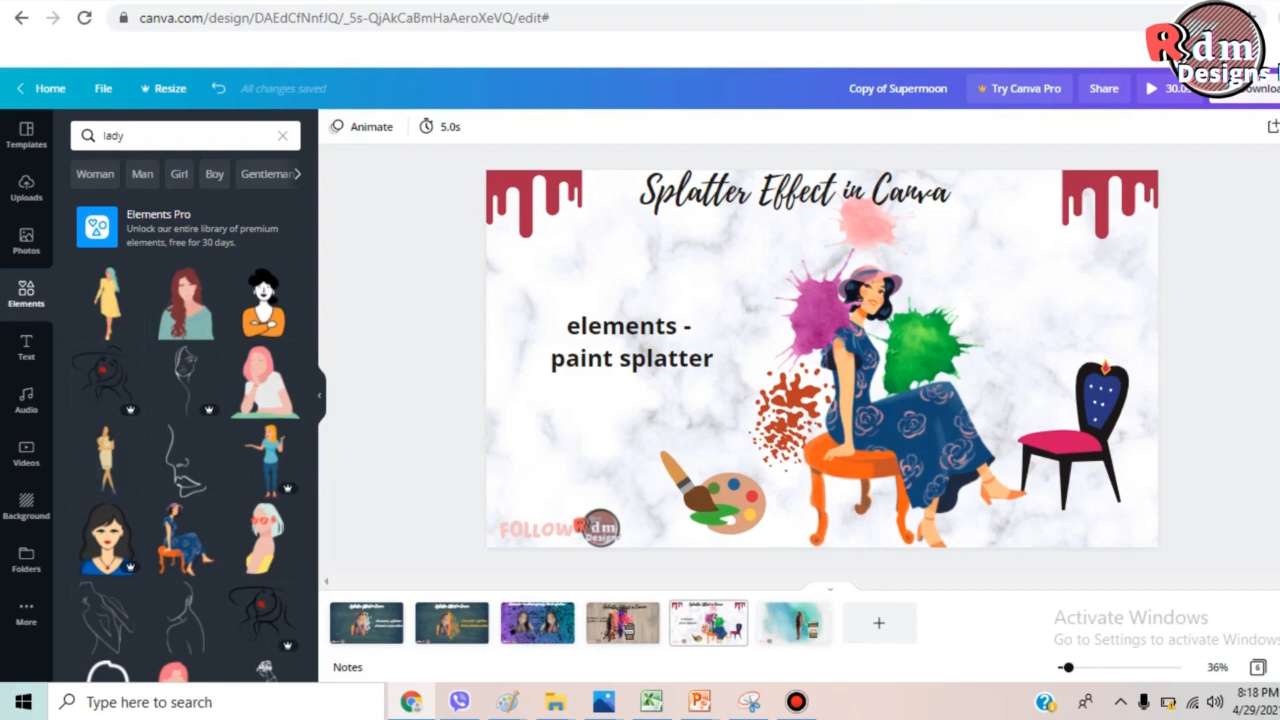 canva.com/design/DAEdCfNnfJQ/_5s-QjAkCaBmHaAeroXeVQ/edit#
Rdm
Designs
Home
File
Resize
All changes saved
Copy of Supermoon
Try Canva Pro
Share
Animate
5.0s
Templates
Uploads
Photos
Elements
Text
Audio
Videos
Background
Folders
More
lady
Woman
Man
Girl
Boy
Gentleman
Elements Pro
Unlock our entire library of premium
elements, free for 30 days.
Splatter Effect in Canva
elements -
paint splatter
FOLLOW
Rdm
Designs
+
Notes
Activate Windows
Go to Settings to activate Windows
36%
6
Type here to search
8:18 PM